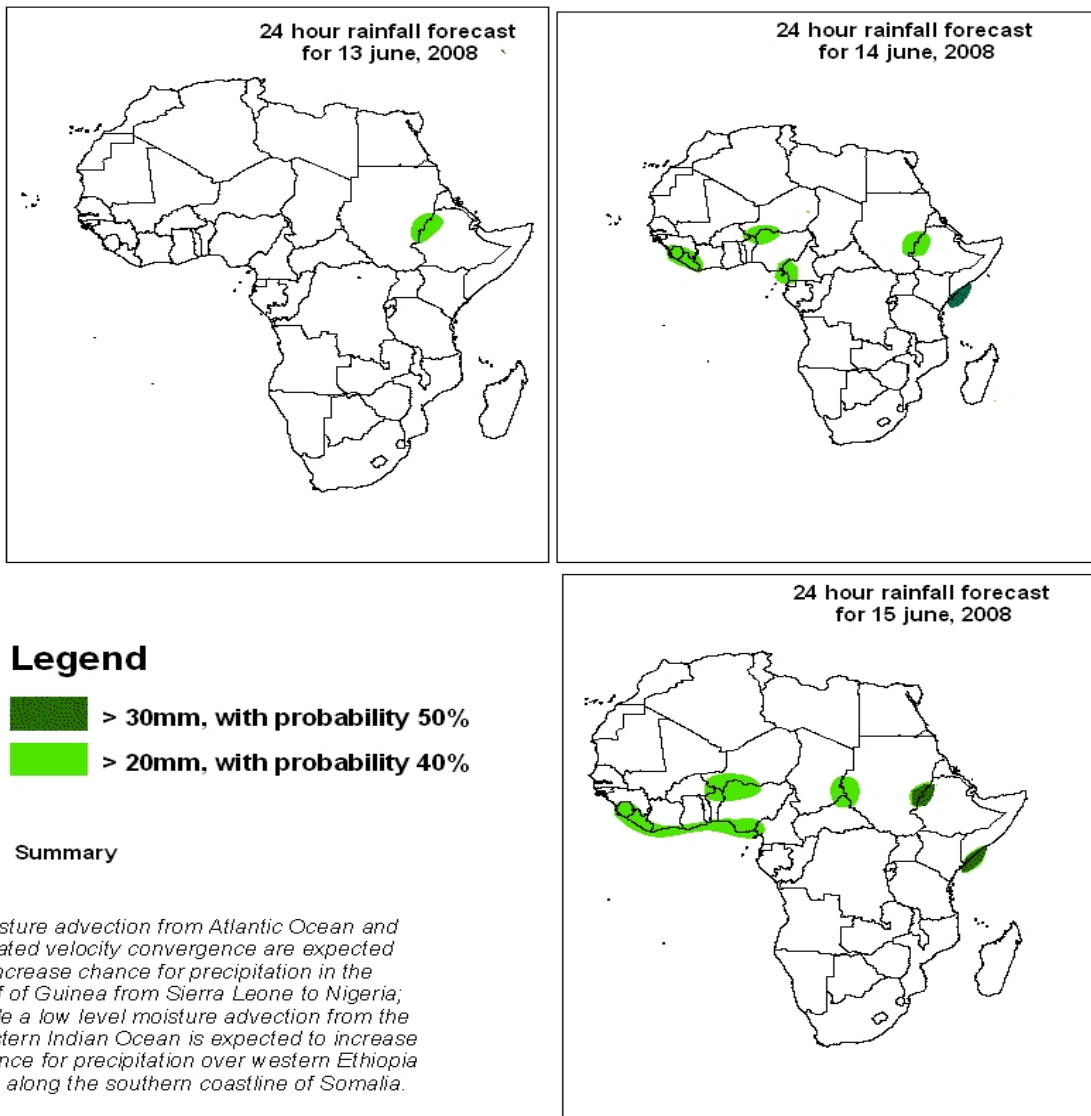 24 hour rainfall forecast
for 13 june, 2008
24 hour rainfall forecast
for 14 june, 2008
24 hour rainfall forecast
for 15 june, 2008
Legend
> 30mm, with probability 50%
> 20mm, with probability 40%
Summary
sture advection from Atlantic Ocean and
ated velocity convergence are expected
ncrease chance for precipitation in the
f of Guinea from Sierra Leone to Nigeria;
le a low level moisture advection from the
stern Indian Ocean is expected to increase
nce for precipitation over western Ethiopia
along the southern coastline of Somalia.